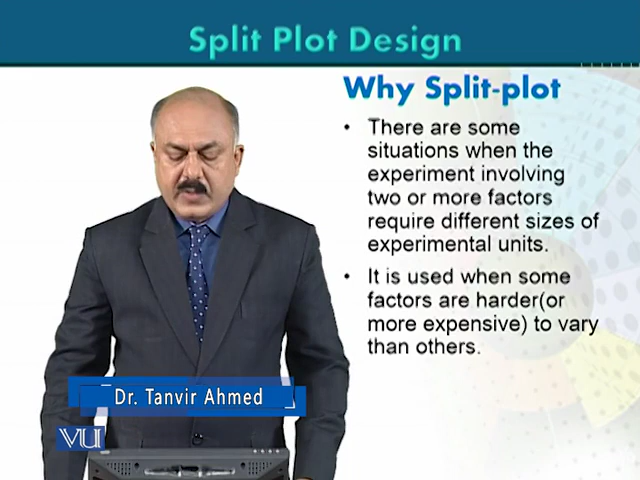 Split Plot Design
Why Split-plot
• There are some
situations when the
experiment involving
two or more factors
require different sizes of
experimental units.
• It is used when some
factors are harder(or
more expensive) to vary
than others.
Dr. Tanvir Ahmed
VU